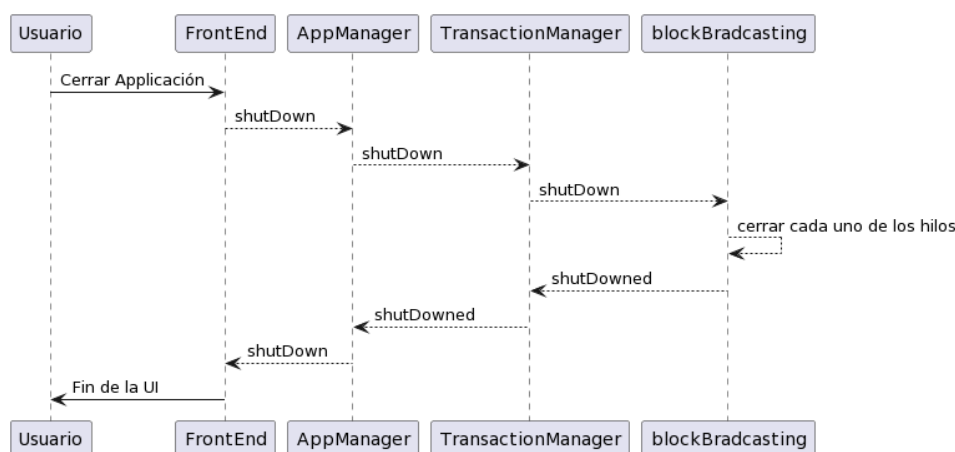 Usuario FrontEnd AppManager TransactionManager blockBradcasting
Cerrar Applicación
shutDown
shutDown
shutDown
cerrar cada uno de los hilos
shutDowned
shutDowned
shutDown
Fin de la UI
Usuario FrontEnd AppManager TransactionManager blockBradcasting